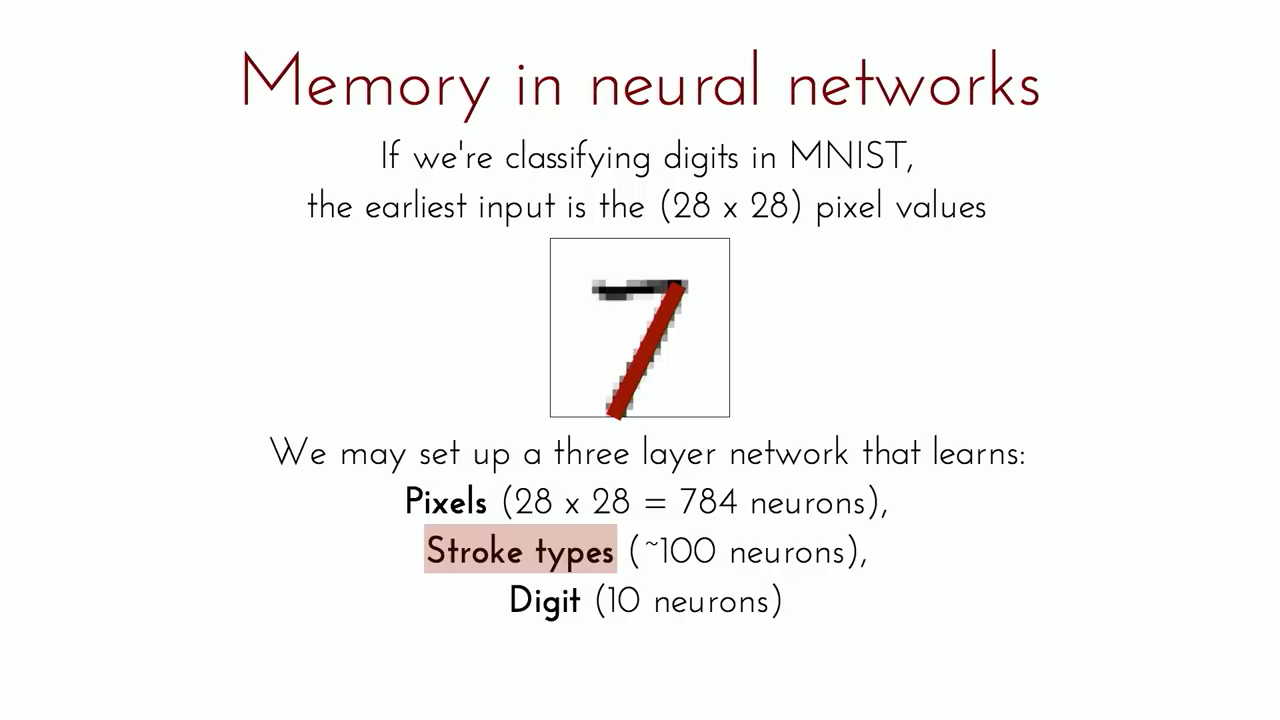 Memory in neural networks
If we're classifying digits in MNIST,
the earliest input is the (28 x 28) pixel values
7
We may set up a three layer network that learns:
Pixels (28 x 28 = 784 neurons),
Stroke types (~100 neurons),
Digit (10 neurons)